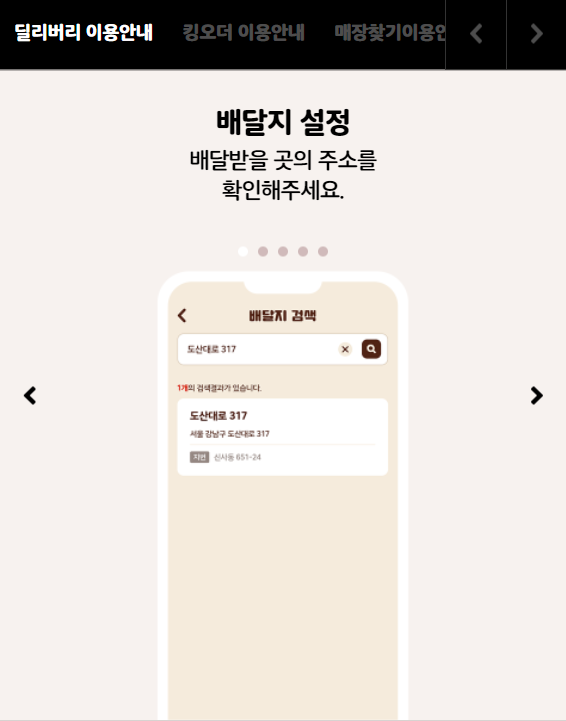 딜리버리 이용안내 킹오더 이용안내 매장찾기이용안
배달지 설정
배달받을 곳의 주소를
확인해주세요.
배달지 검색
도산대로 317
1개의 검색결과가 있습니다.
도산대로 317
서울 강남구 도산대로 317
지번 신사동 651-24